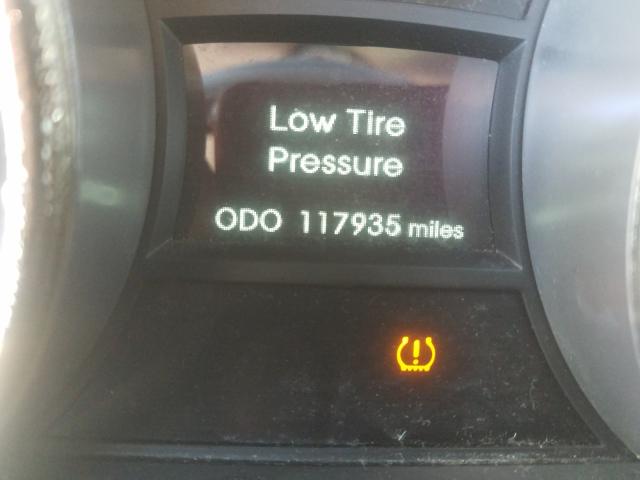 Low Tire
Pressure
ODO 117935 miles